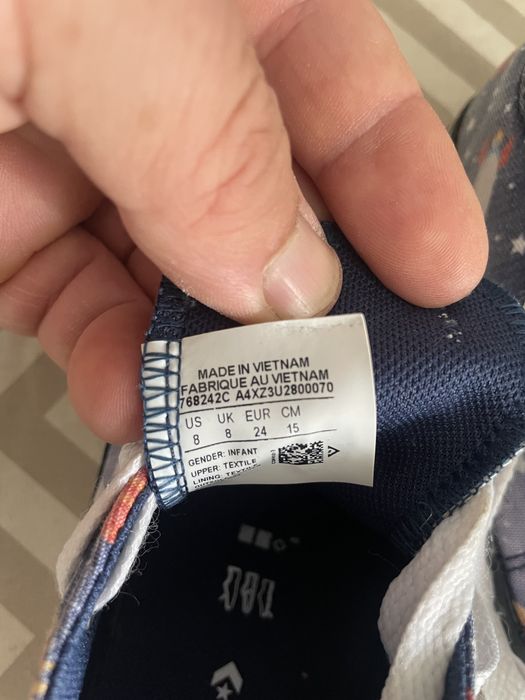 MADE IN VIETNAM
FABRIQUE AU VIETNAM
768242C A4XZ3U2800070
US UK EUR CM
8 8 24 15
GENDER: INFANT
UPPER: TEXTILE
LINING: TEXTILE